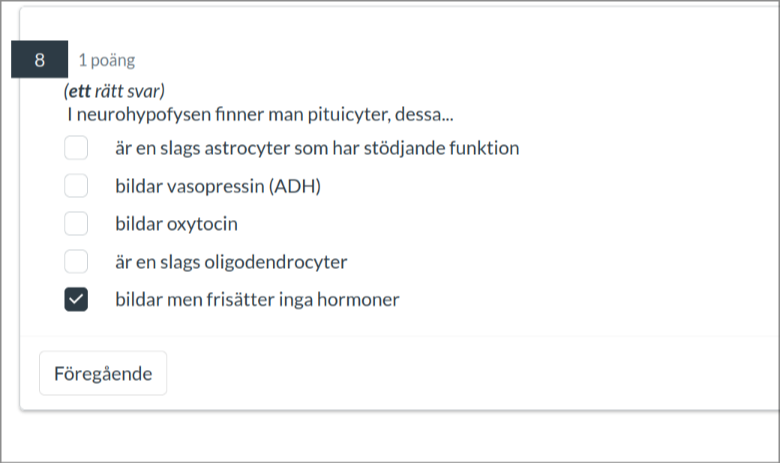 8 1 poäng
(ett rätt svar)
I neurohypofysen finner man pituicyter, dessa...
är en slags astrocyter som har stödjande funktion
bildar vasopressin (ADH)
bildar oxytocin
är en slags oligodendrocyter
bildar men frisätter inga hormoner
Föregående